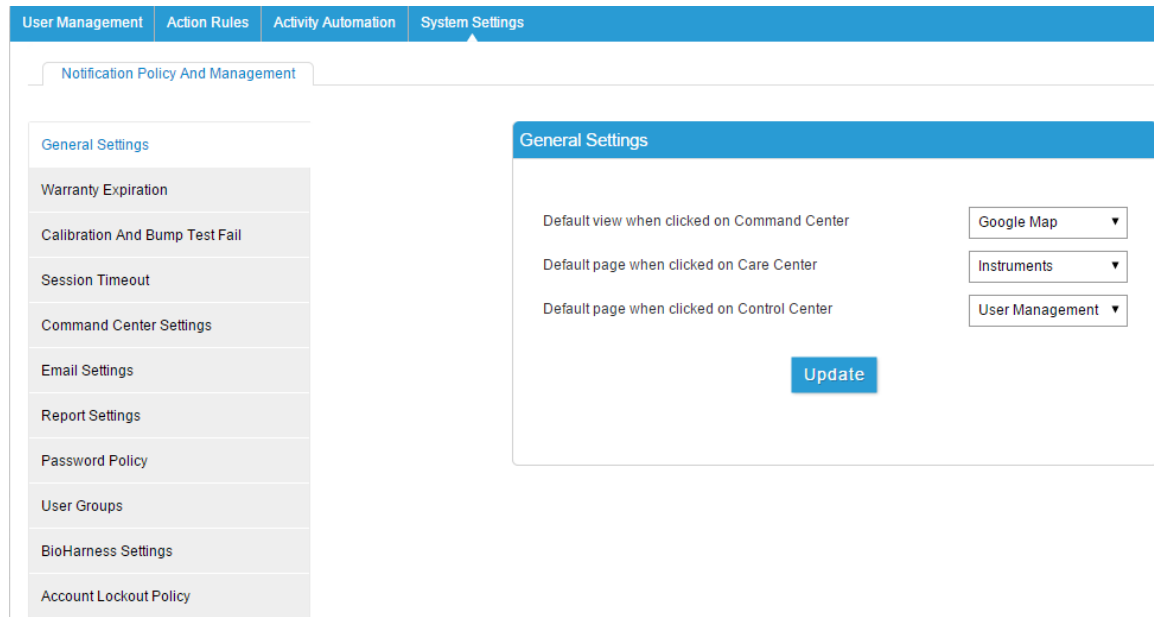 User Management Action Rules Activity Automation System Settings
Notification Policy And Management
General Settings
Warranty Expiration
Calibration And Bump Test Fail
Session Timeout
Command Center Settings
Email Settings
Report Settings
Password Policy
User Groups
BioHarness Settings
Account Lockout Policy
General Settings
Default view when clicked on Command Center Google Map
Default page when clicked on Care Center Instruments
Default page when clicked on Control Center User Management
Update